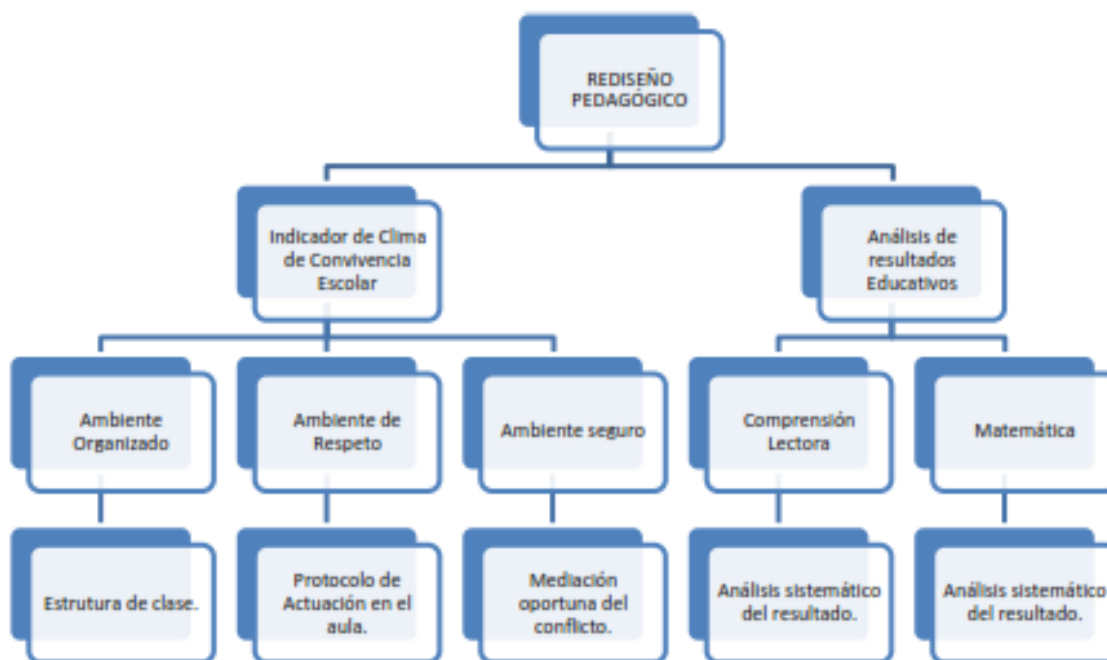 REDISEÑO
PEDAGÓGICO
Indicador de Clima
de Convivencia
Escolar
Análisis de
resultados
Educativos
Ambiente
Organizado
Ambiente de
Respeto
Ambiente seguro
Comprensión
Lectora
Matemática
Estrutura de clase.
Protocolo de
Actuación en el
aula.
Mediación
oportuna del
conflicto.
Análisis sistemático
del resultado.
Análisis sistemático
del resultado.